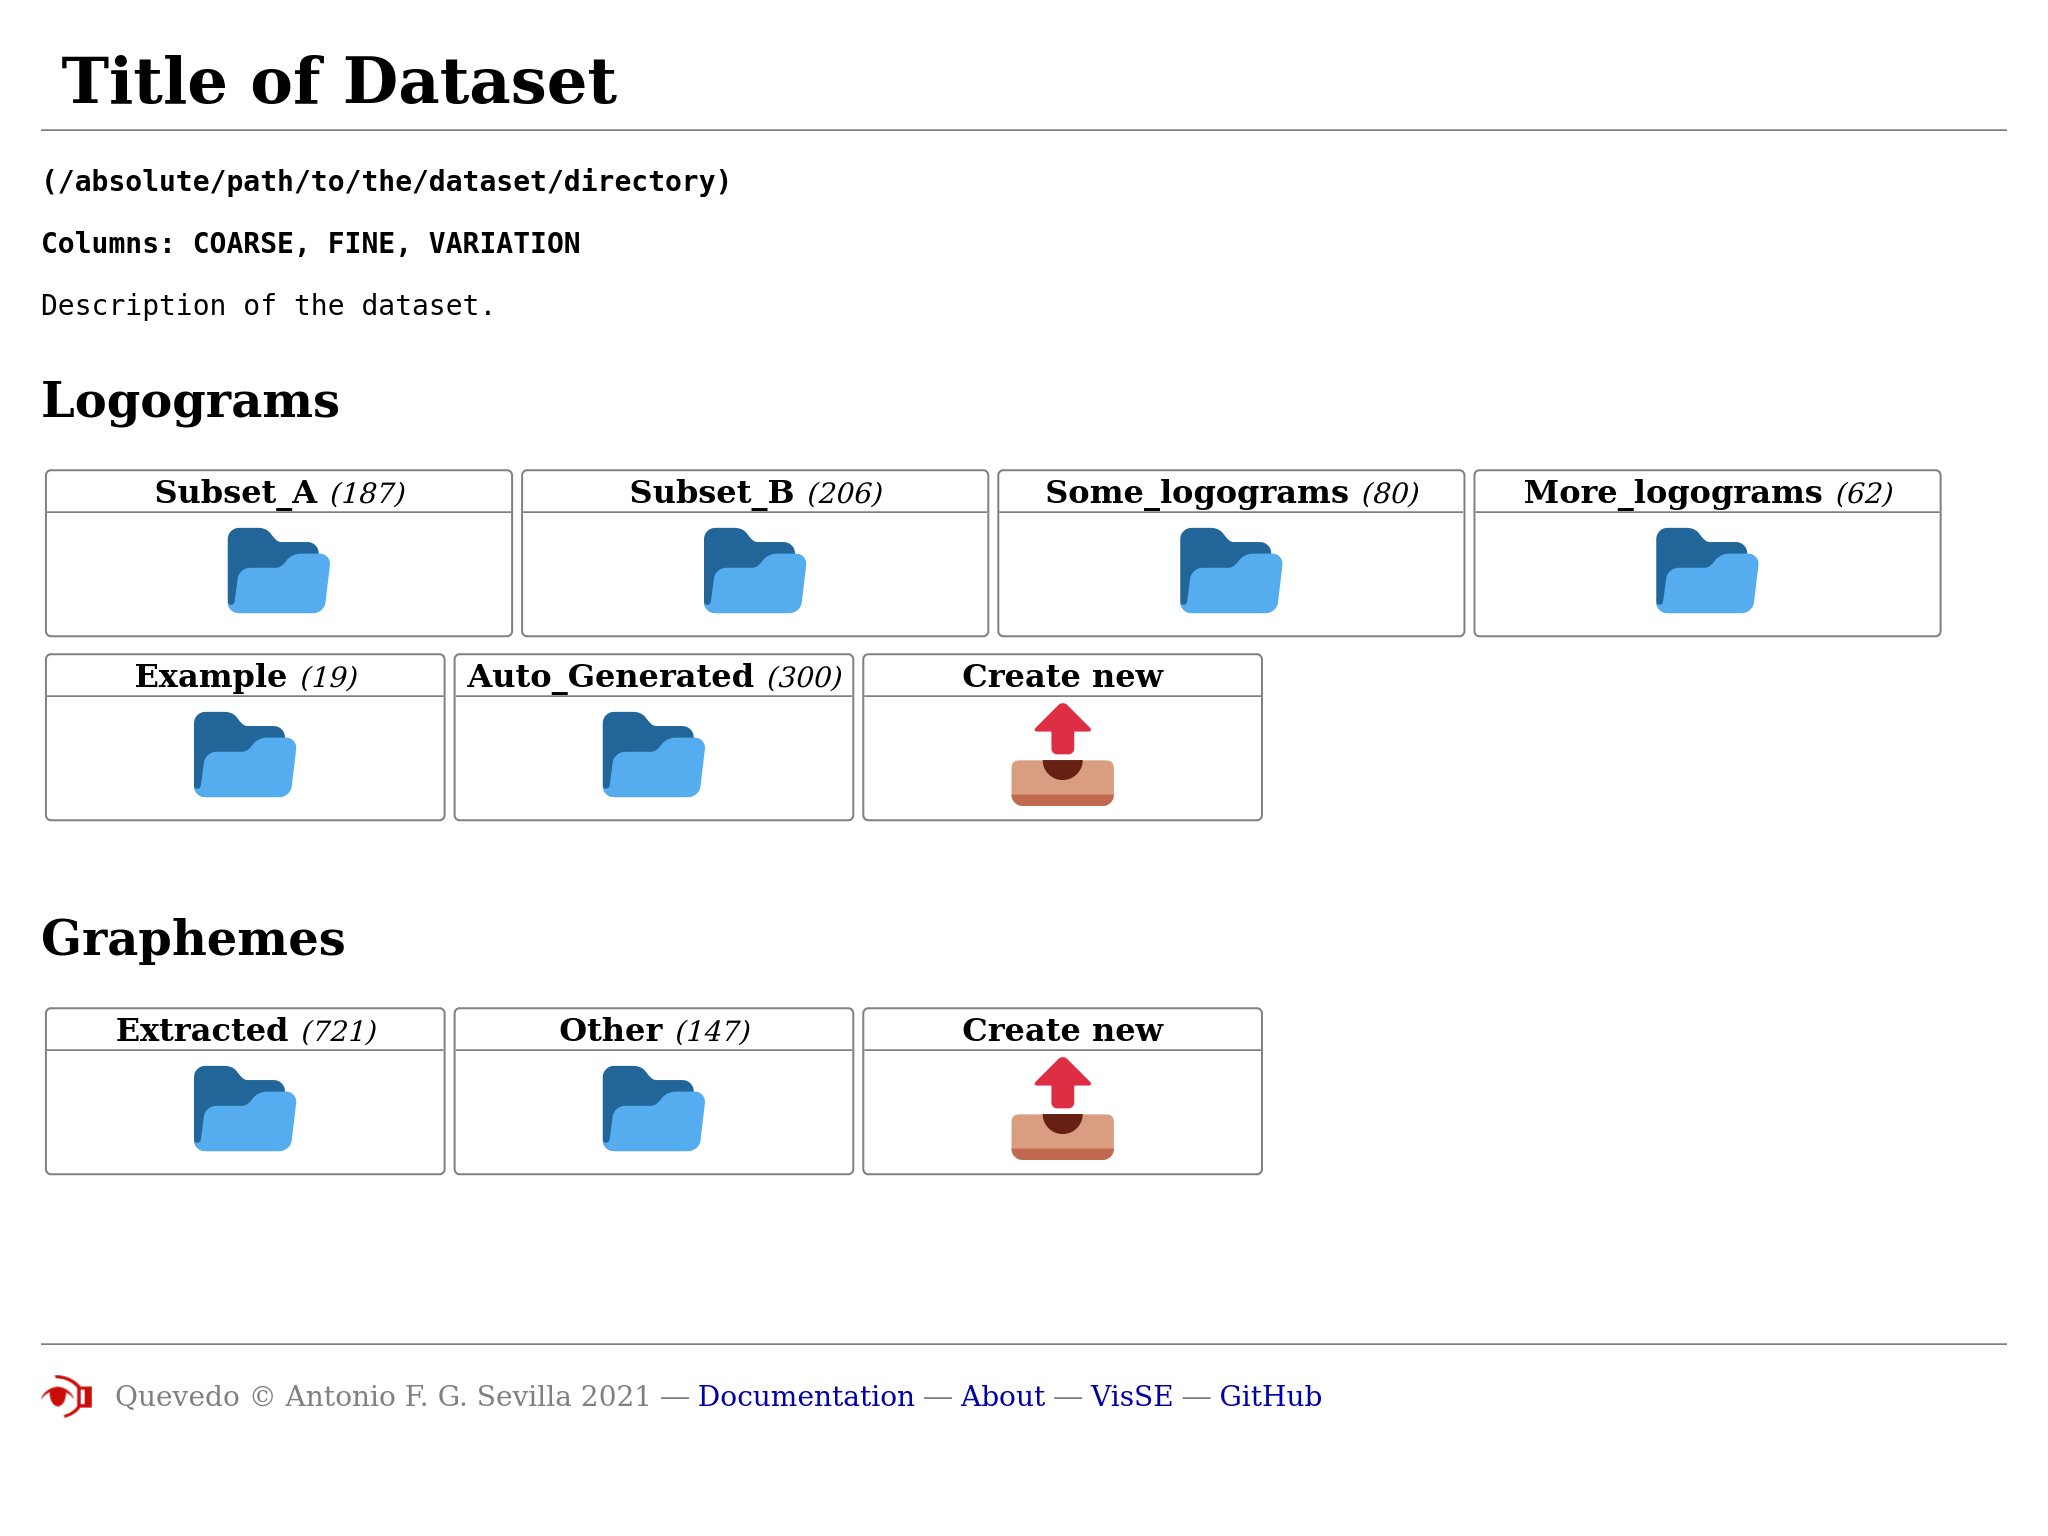 Title of Dataset
(/absolute/path/to/the/dataset/directory)
Columns: COARSE, FINE, VARIATION
Description of the dataset.
Logograms
Subset_A (187) Subset_B (206) Some_logograms (80) More_logograms (62)
Example (19) Auto_Generated (300) Create new
Graphemes
Extracted (721) Other (147) Create new
Quevedo © Antonio F. G. Sevilla 2021 — Documentation — About — VisSE — GitHub